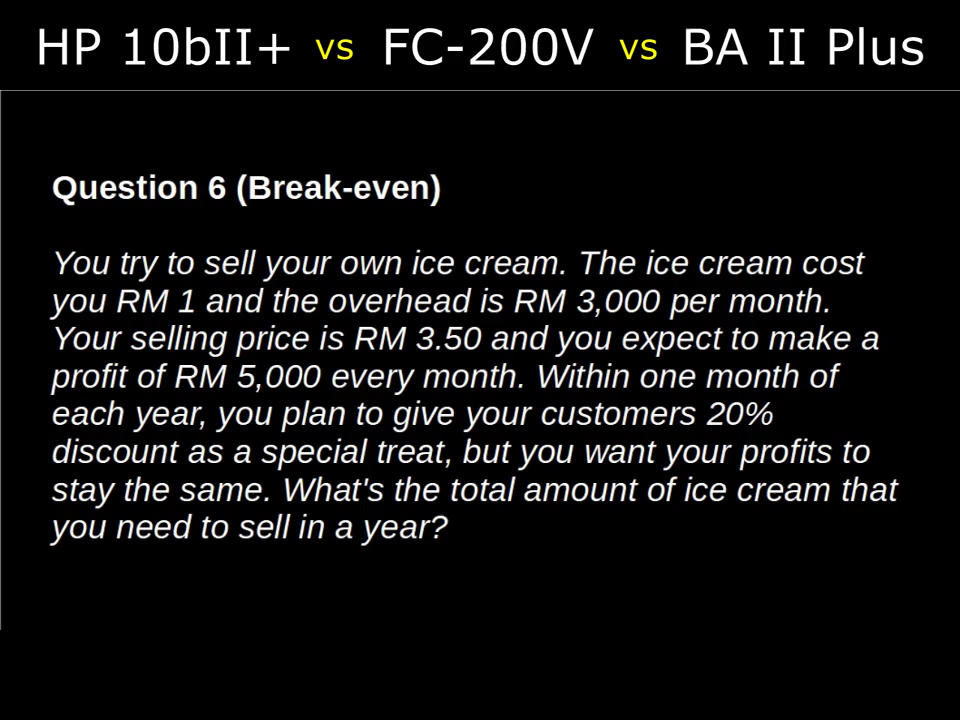 HP 10bII+ vs FC-200V vs BA II Plus
Question 6 (Break-even)
You try to sell your own ice cream. The ice cream cost
you RM 1 and the overhead is RM 3,000 per month.
Your selling price is RM 3.50 and you expect to make a
profit of RM 5,000 every month. Within one month of
each year, you plan to give your customers 20%
discount as a special treat, but you want your profits to
stay the same. What's the total amount of ice cream that
you need to sell in a year?